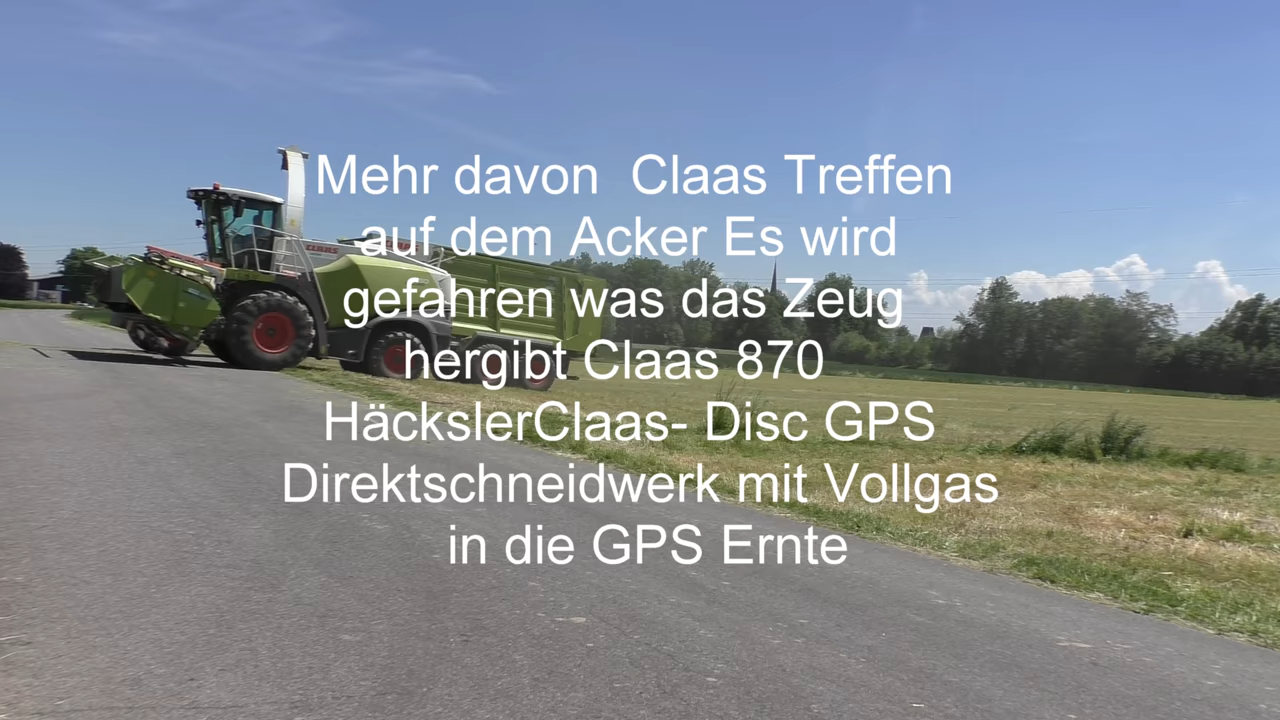 Mehr davon  Claas Treffen
auf dem Acker Es wird
gefahren was das Zeug
hergibt Claas 870
HäckslerClaas- Disc GPS
Direktschneidwerk mit Vollgas
in die GPS Ernte
CLAAS